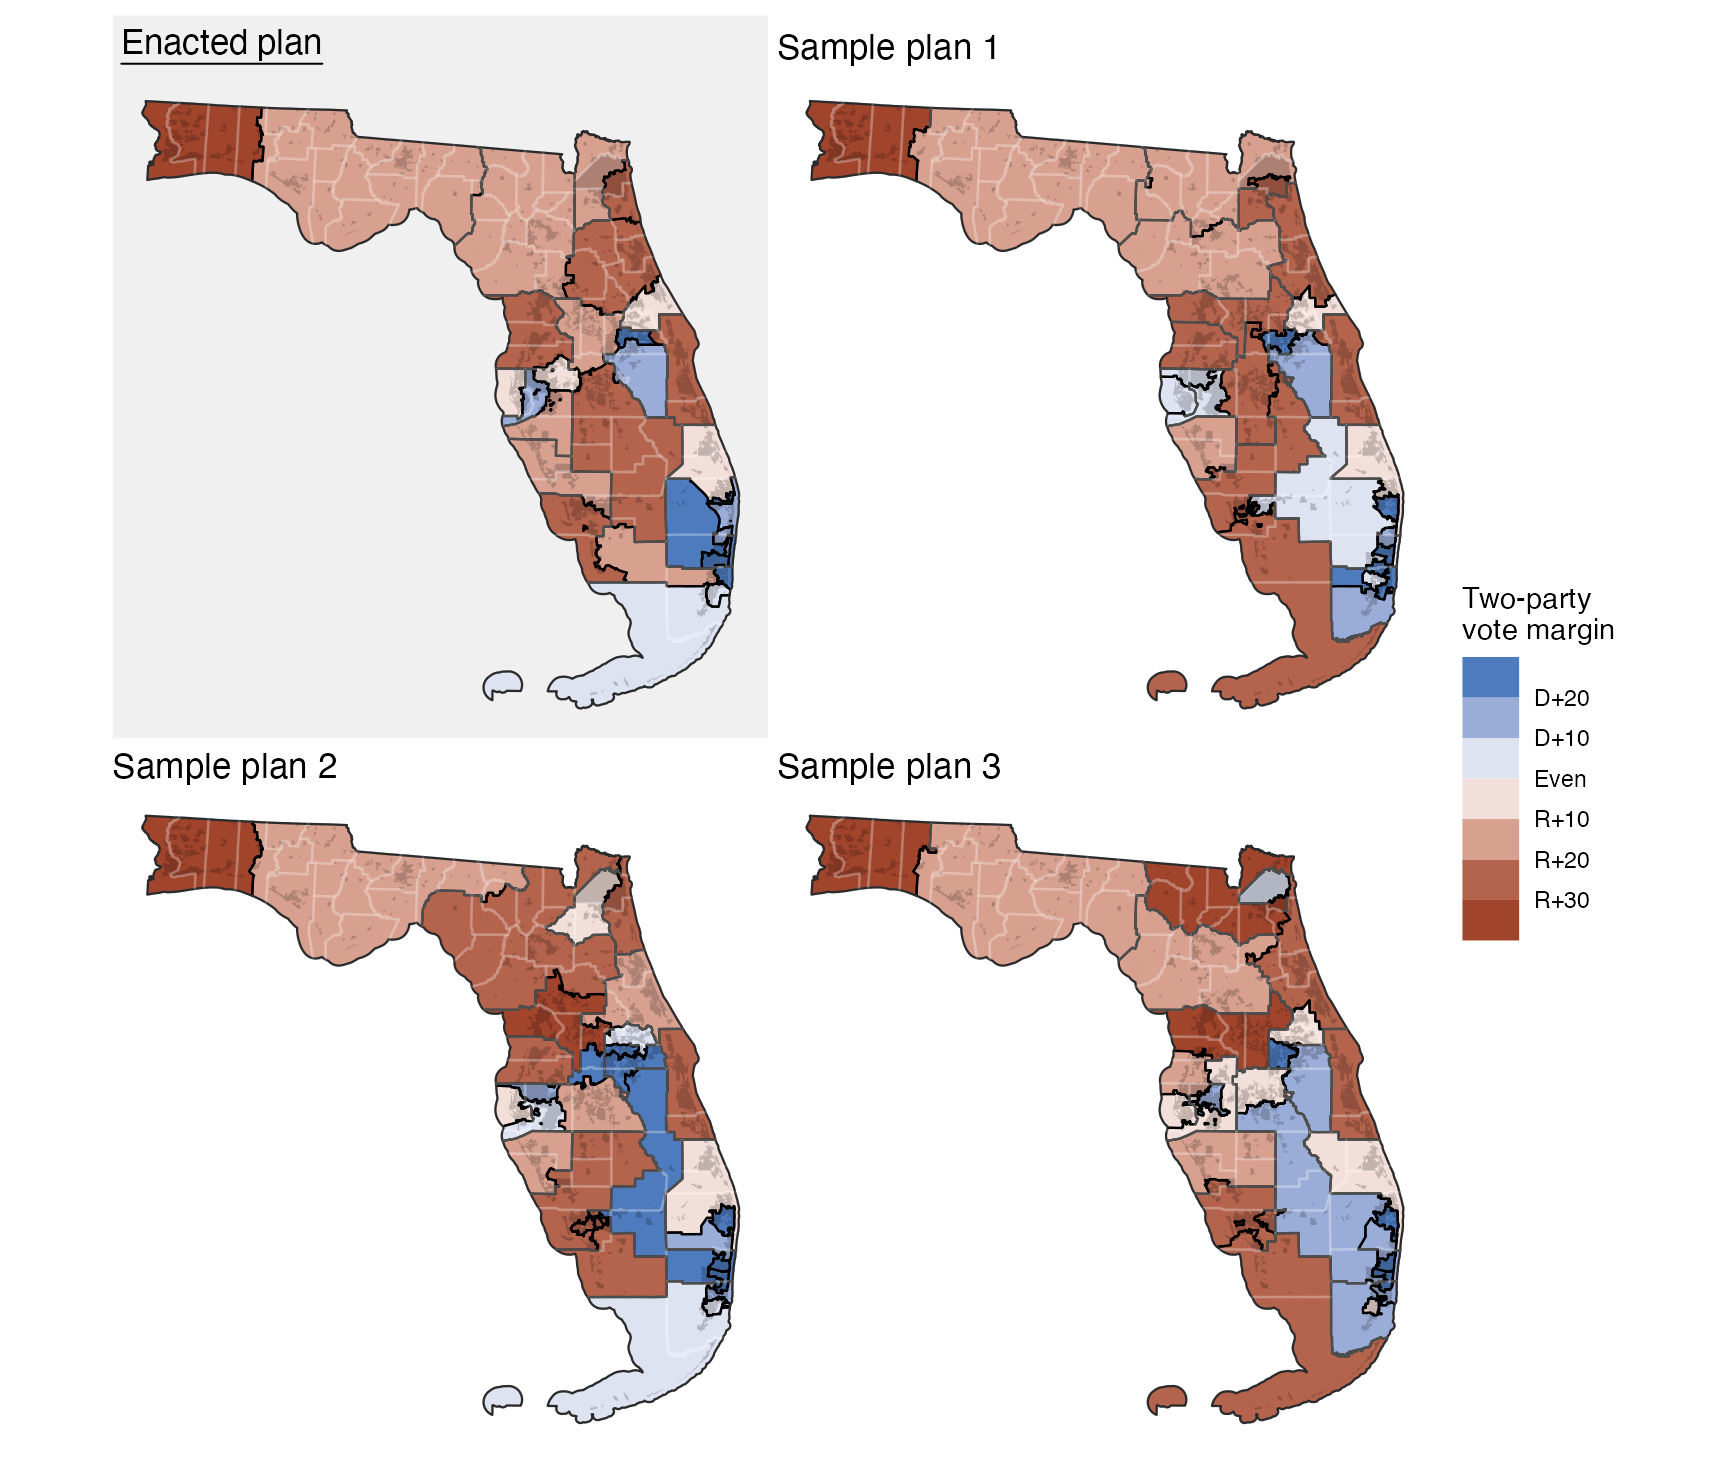 Enacted plan
Sample plan 1
Sample plan 2
Sample plan 3
Two-party
vote margin
D+20
D+10
Even
R+10
R+20
R+30